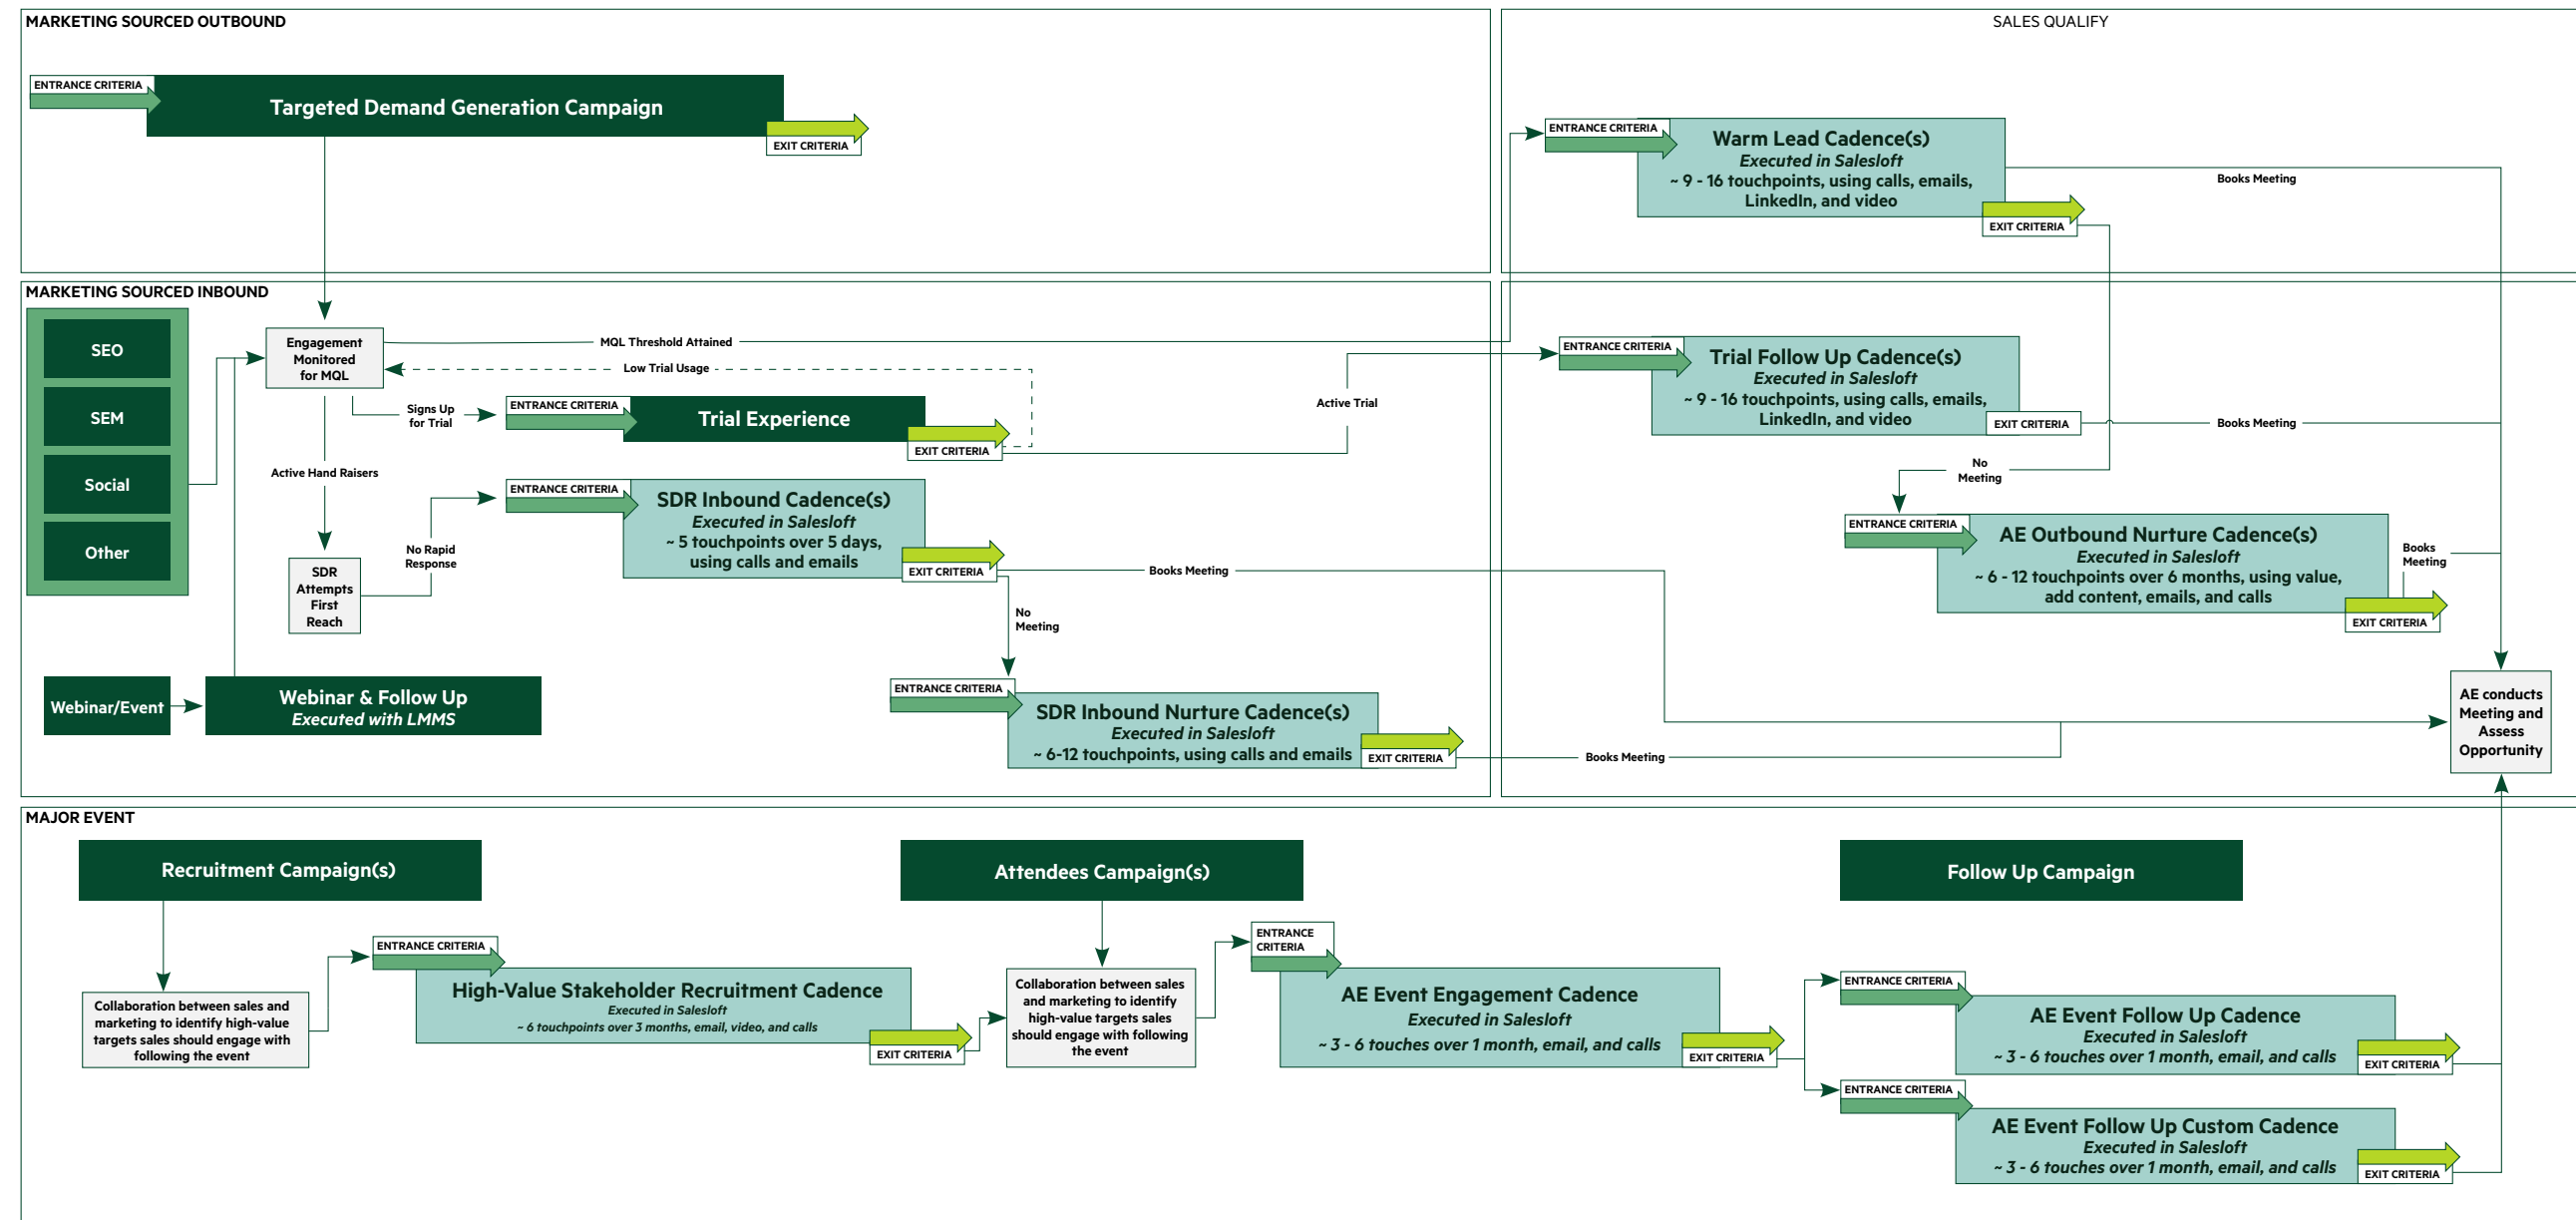 MARKETING SOURCED OUTBOUND
ENTRANCE CRITERIA
Targeted Demand Generation Campaign
EXIT CRITERIA
SALES QUALIFY
ENTRANCE CRITERIA
Warm Lead Cadence(s)
Executed in Salesloft
~ 9 - 16 touchpoints, using calls, emails,
LinkedIn, and video
EXIT CRITERIA
Books Meeting
MARKETING SOURCED INBOUND
SEO
SEM
Social
Other
Engagement
Monitored
for MQL
MQL Threshold Attained
Low Trial Usage
Signs Up
for Trial
ENTRANCE CRITERIA
Trial Experience
EXIT CRITERIA
Active Trial
Active Hand Raisers
SDR
Attempts
First
Reach
No Rapid
Response
ENTRANCE CRITERIA
SDR Inbound Cadence(s)
Executed in Salesloft
~ 5 touchpoints over 5 days,
using calls and emails
EXIT CRITERIA
Books Meeting
No
Meeting
Webinar/Event
Webinar & Follow Up
Executed with LMMS
ENTRANCE CRITERIA
SDR Inbound Nurture Cadence(s)
Executed in Salesloft
~ 6-12 touchpoints, using calls and emails
EXIT CRITERIA
Books Meeting
ENTRANCE CRITERIA
Trial Follow Up Cadence(s)
Executed in Salesloft
~ 9 - 16 touchpoints, using calls, emails,
LinkedIn, and video
EXIT CRITERIA
Books Meeting
No
Meeting
ENTRANCE CRITERIA
AE Outbound Nurture Cadence(s)
Executed in Salesloft
~ 6 - 12 touchpoints over 6 months, using value,
add content, emails, and calls
EXIT CRITERIA
Books
Meeting
AE conducts
Meeting and
Assess
Opportunity
MAJOR EVENT
Recruitment Campaign(s)
Collaboration between sales and
marketing to identify high-value
targets sales should engage with
following the event
ENTRANCE CRITERIA
High-Value Stakeholder Recruitment Cadence
Executed in Salesloft
~ 6 touchpoints over 3 months, email, video, and calls
EXIT CRITERIA
Attendees Campaign(s)
Collaboration between sales
and marketing to identify
high-value targets sales
should engage with following
the event
ENTRANCE
CRITERIA
AE Event Engagement Cadence
Executed in Salesloft
~ 3 - 6 touches over 1 month, email, and calls
EXIT CRITERIA
Follow Up Campaign
ENTRANCE CRITERIA
AE Event Follow Up Cadence
Executed in Salesloft
~ 3 - 6 touches over 1 month, email, and calls
EXIT CRITERIA
ENTRANCE CRITERIA
AE Event Follow Up Custom Cadence
Executed in Salesloft
~ 3 - 6 touches over 1 month, email, and calls
EXIT CRITERIA